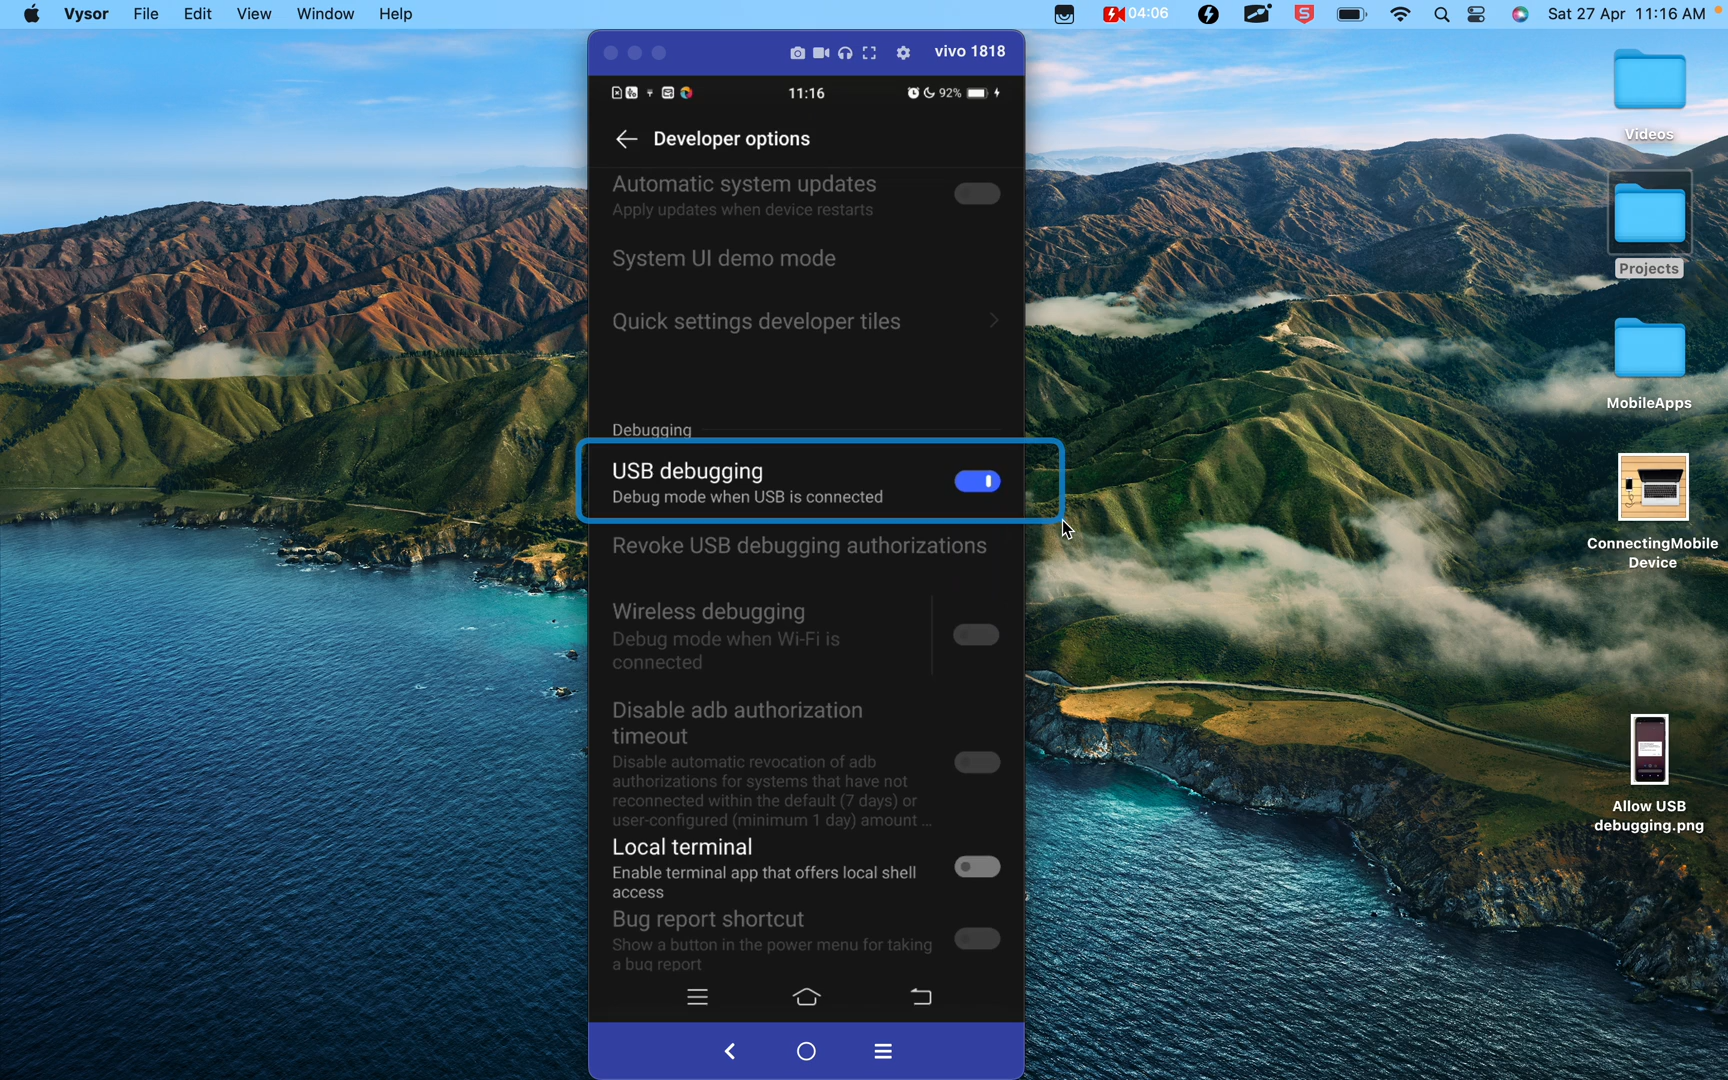 Vysor File Edit View Window Help 04:06 Sat 27 Apr 11:16 AM
vivo 1818
11:16 92%
Developer options
Automatic system updates
Apply updates when device restarts
System UI demo mode
Quick settings developer tiles
Debugging
USB debugging
Debug mode when USB is connected
Revoke USB debugging authorizations
Wireless debugging
Debug mode when Wi-Fi is
connected
Disable adb authorization
timeout
Disable automatic revocation of adb
authorizations for systems that have not
reconnected within the default (7 days) or
user-configured (minimum 1 day) amount ...
Local terminal
Enable terminal app that offers local shell
access
Bug report shortcut
Show a button in the power menu for taking
a bug report
Videos
Projects
MobileApps
ConnectingMobile
Device
Allow USB
debugging.png